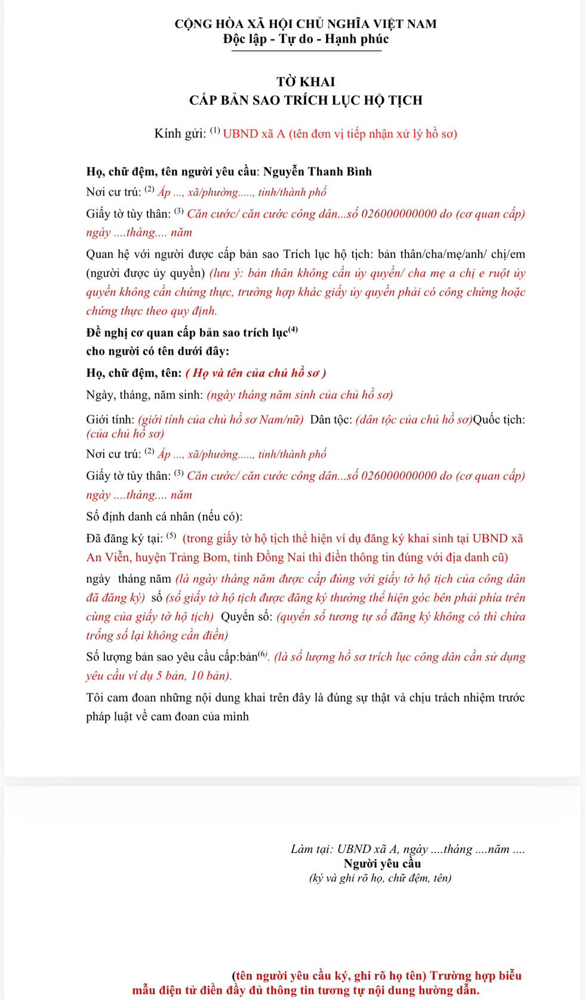 CỘNG HÒA XÃ HỘI CHỦ NGHĨA VIỆT NAM
Độc lập - Tự do - Hạnh phúc
TỜ KHAI
CẤP BẢN SAO TRÍCH LỤC HỘ TỊCH
Kính gửi: (1) UBND xã A (tên đơn vị tiếp nhận xử lý hồ sơ)
Họ, chữ đệm, tên người yêu cầu: Nguyễn Thanh Bình
Nơi cư trú: (2) Ấp ..., xã/phường....., tỉnh/thành phố
Giấy tờ tùy thân: (3) Căn cước/ căn cước công dân...số 026000000000 do (cơ quan cấp)
ngày ....tháng.... năm
Quan hệ với người được cấp bản sao Trích lục hộ tịch: bản thân/cha/mẹ/anh/ chị/em
(người được ủy quyền) (lưu ý: bản thân không cần ủy quyền/ cha mẹ a chị e ruột ủy
quyền không cần chứng thực, trường hợp khác giấy ủy quyền phải có công chứng hoặc
chứng thực theo quy định.
Đề nghị cơ quan cấp bản sao trích lục(4)
cho người có tên dưới đây:
Họ, chữ đệm, tên: ( Họ và tên của chủ hồ sơ )
Ngày, tháng, năm sinh: (ngày tháng năm sinh của chủ hồ sơ)
Giới tính: (giới tính của chủ hồ sơ Nam/nữ) Dân tộc: (dân tộc của chủ hồ sơ)Quốc tịch:
(của chủ hồ sơ)
Nơi cư trú: (2) Ấp ..., xã/phường....., tỉnh/thành phố
Giấy tờ tùy thân: (3) Căn cước/ căn cước công dân...số 026000000000 do (cơ quan cấp)
ngày ....tháng.... năm
Số định danh cá nhân (nếu có):
Đã đăng ký tại: (5) (trong giấy tờ hộ tịch thể hiện ví dụ đăng ký khai sinh tại UBND xã
An Viễn, huyện Trảng Bom, tỉnh Đồng Nai thì điền thông tin đúng với địa danh cũ)
ngày tháng năm (là ngày tháng năm được cấp đúng với giấy tờ hộ tịch của công dân
đã đăng ký) số (số giấy tờ hộ tịch được đăng ký thường thể hiện góc bên phải phía trên
cùng của giấy tờ hộ tịch) Quyển số: (quyển số tương tự số đăng ký không có thì chừa
trống số lại không cần điền)
Số lượng bản sao yêu cầu cấp:bản(6). (là số lượng hồ sơ trích lục công dân cần sử dụng
yêu cầu ví dụ 5 bản, 10 bản).
Tôi cam đoan những nội dung khai trên đây là đúng sự thật và chịu trách nhiệm trước
pháp luật về cam đoan của mình
Làm tại: UBND xã A, ngày ....tháng ....năm ....
Người yêu cầu
(ký và ghi rõ họ, chữ đệm, tên)
(tên người yêu cầu ký, ghi rõ họ tên) Trường hợp biểu
mẫu điện tử điền đầy đủ thông tin tương tự nội dung hường dẫn.